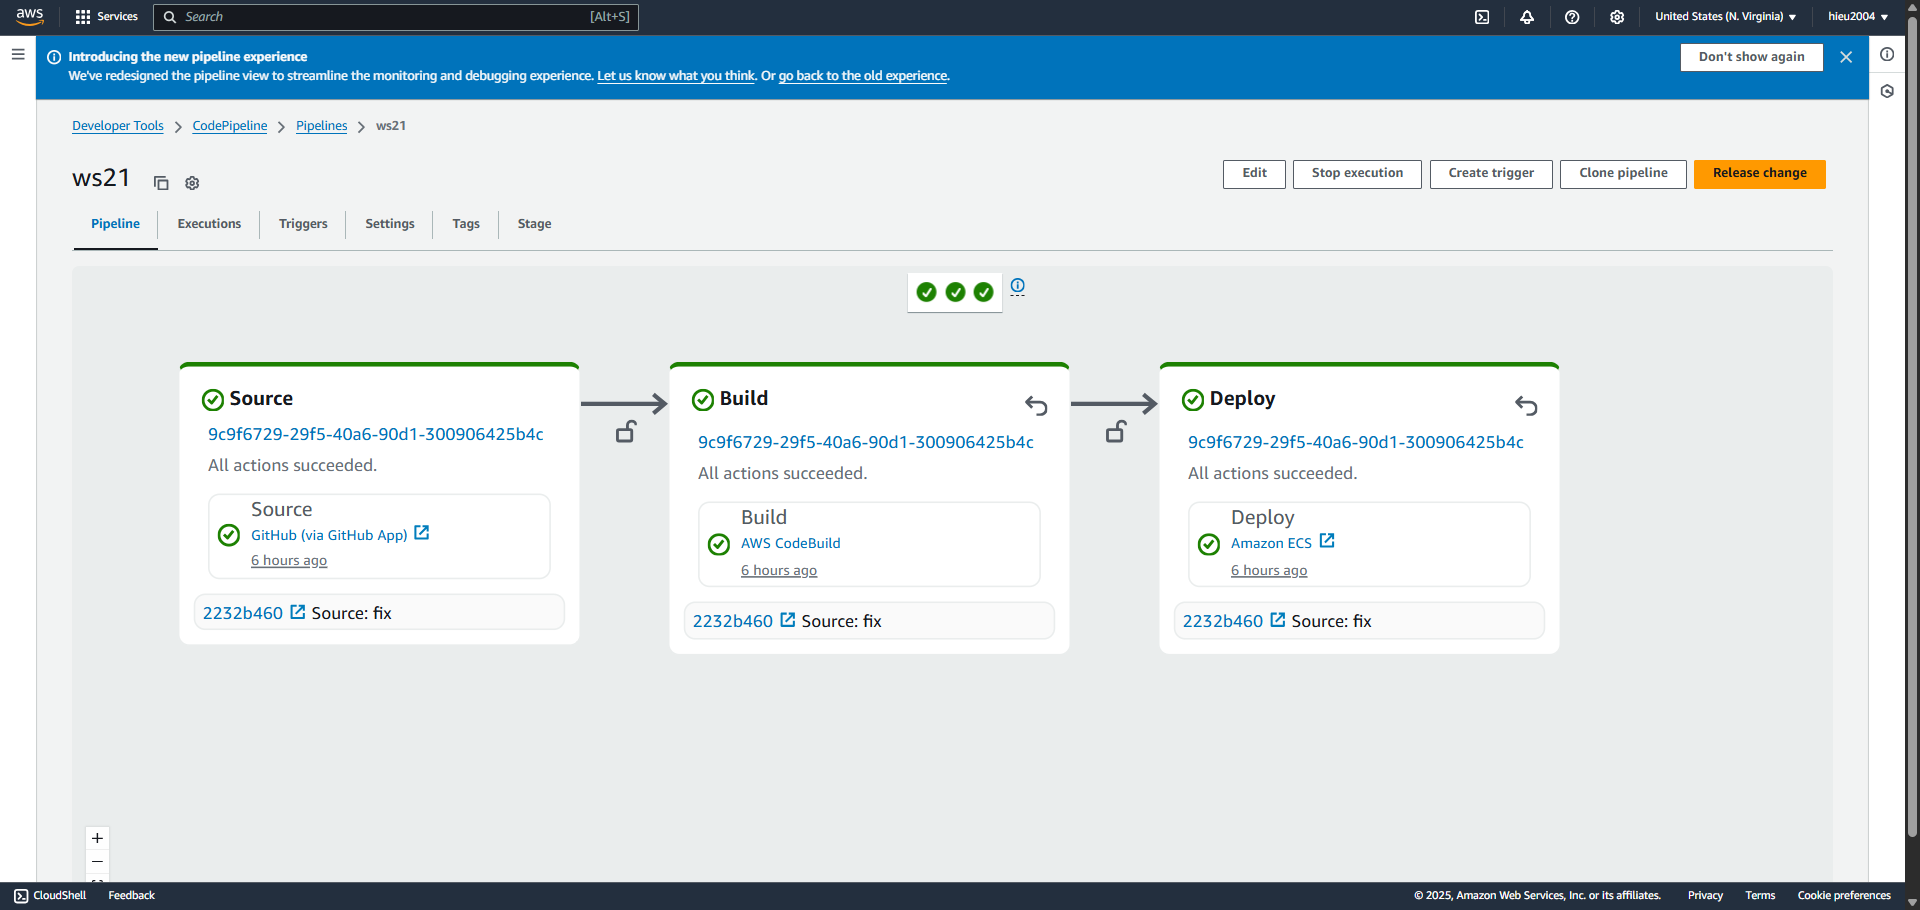 aws
Services
Search
[Alt+S]
United States (N. Virginia)
hieu2004
Introducing the new pipeline experience
We've redesigned the pipeline view to streamline the monitoring and debugging experience. Let us know what you think. Or go back to the old experience.
Don't show again
Developer Tools
CodePipeline
Pipelines
ws21
ws21
Edit
Stop execution
Create trigger
Clone pipeline
Release change
Pipeline
Executions
Triggers
Settings
Tags
Stage
Source
9c9f6729-29f5-40a6-90d1-300906425b4c
All actions succeeded.
Source
GitHub (via GitHub App)
6 hours ago
2232b460 Source: fix
Build
9c9f6729-29f5-40a6-90d1-300906425b4c
All actions succeeded.
Build
AWS CodeBuild
6 hours ago
2232b460 Source: fix
Deploy
9c9f6729-29f5-40a6-90d1-300906425b4c
All actions succeeded.
Deploy
Amazon ECS
6 hours ago
2232b460 Source: fix
CloudShell
Feedback
© 2025, Amazon Web Services, Inc. or its affiliates.
Privacy
Terms
Cookie preferences